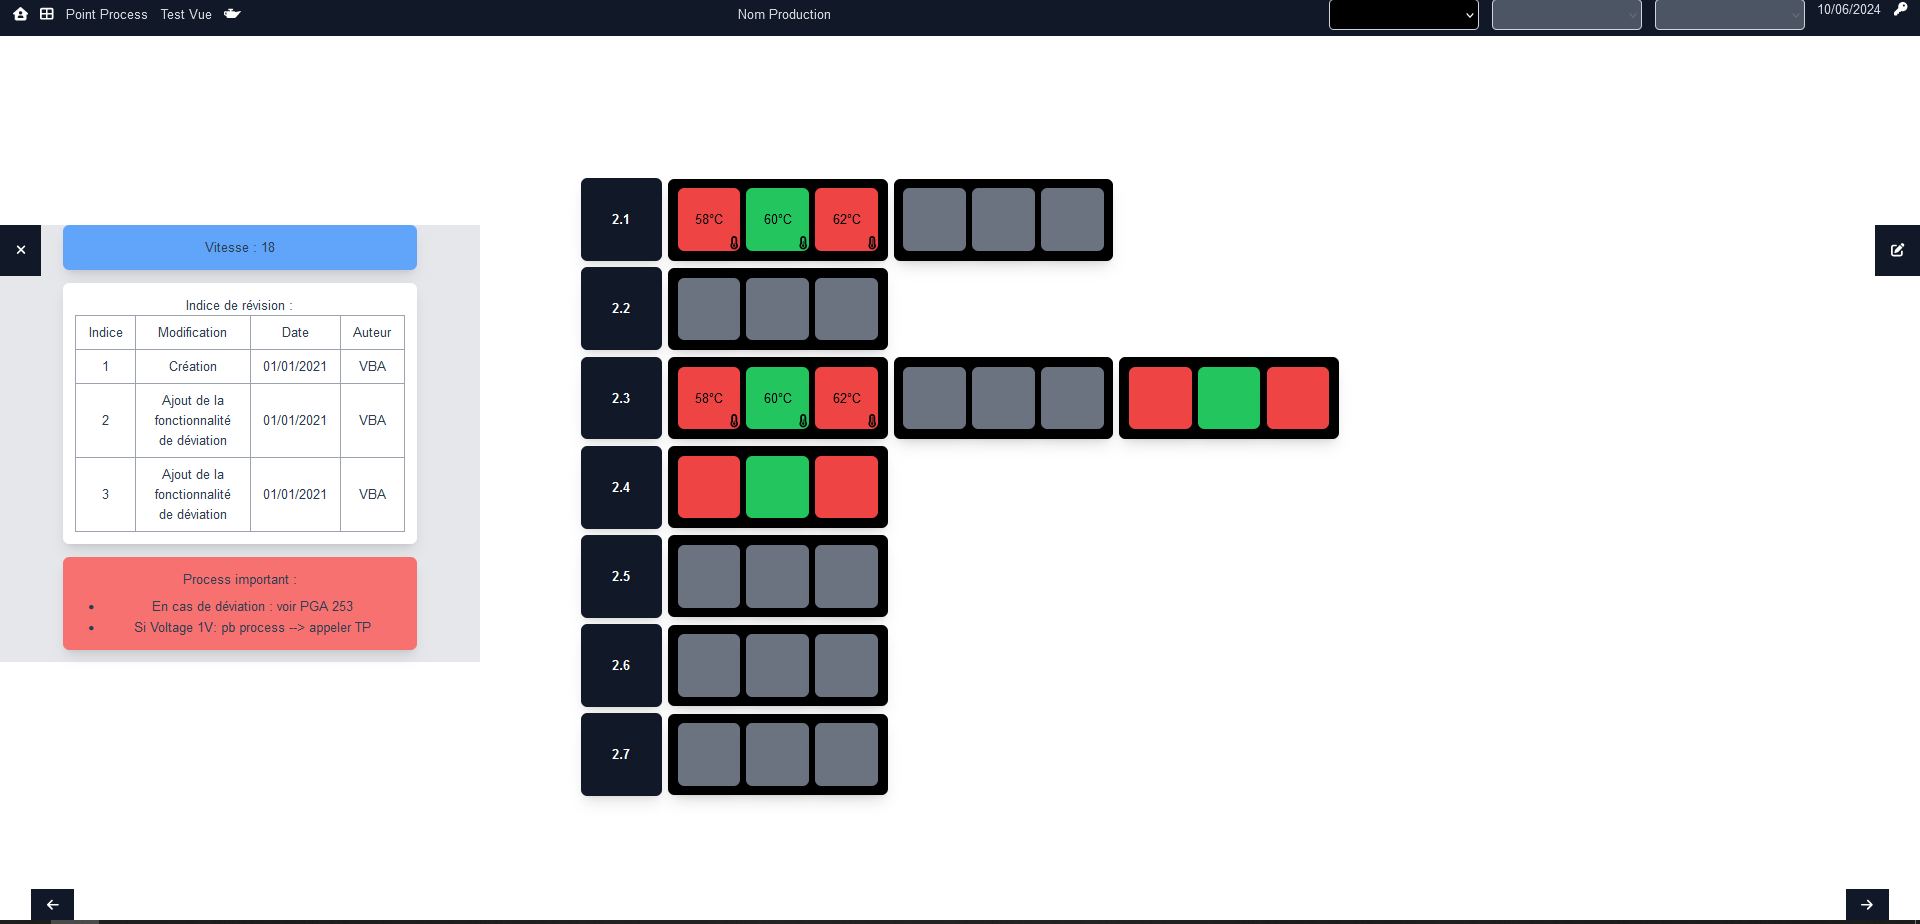 Point Process Test Vue
Nom Production
10/06/2024
Vitesse : 18
Indice de révision :
Indice Modification Date Auteur
1 Création 01/01/2021 VBA
2 Ajout de la fonctionnalité de déviation 01/01/2021 VBA
3 Ajout de la fonctionnalité de déviation 01/01/2021 VBA
Process important :
• En cas de déviation : voir PGA 253
• Si Voltage 1V: pb process --> appeler TP
2.1 58°C 60°C 62°C
2.2
2.3 58°C 60°C 62°C
2.4
2.5
2.6
2.7